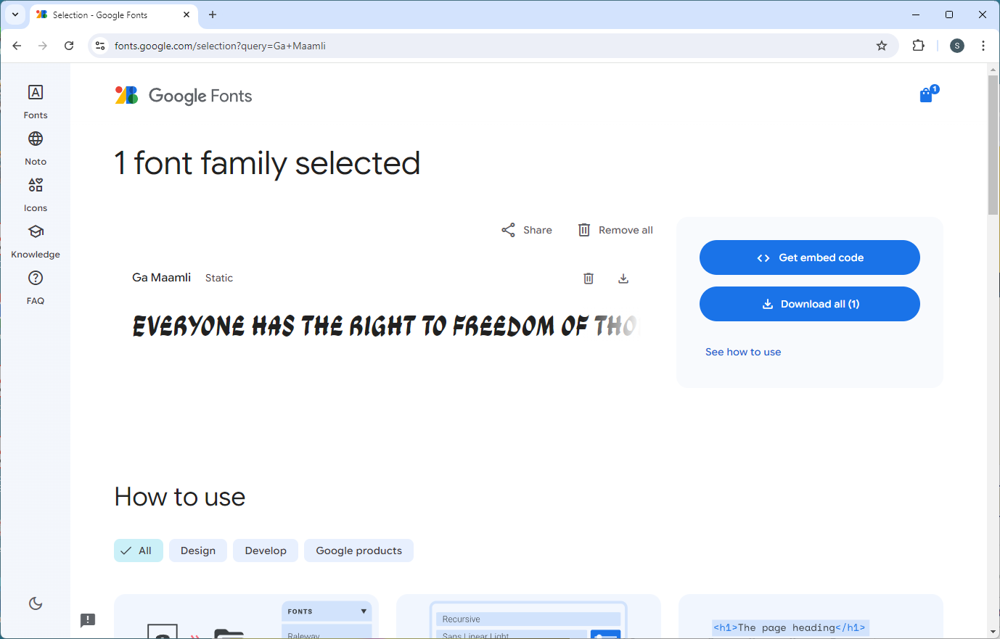 Selection - Google Fonts
fonts.google.com/selection?query=Ga+Maamli
S
Fonts
Noto
Icons
Knowledge
FAQ
Google Fonts
1
1 font family selected
Share
Remove all
Get embed code
Download all (1)
See how to use
Ga Maamli
Static
EVERYONE HAS THE RIGHT TO FREEDOM OF THO
How to use
All
Design
Develop
Google products
FONTS
Raleway
Recursive
Sans Linear Light
<h1>The page heading</h1>